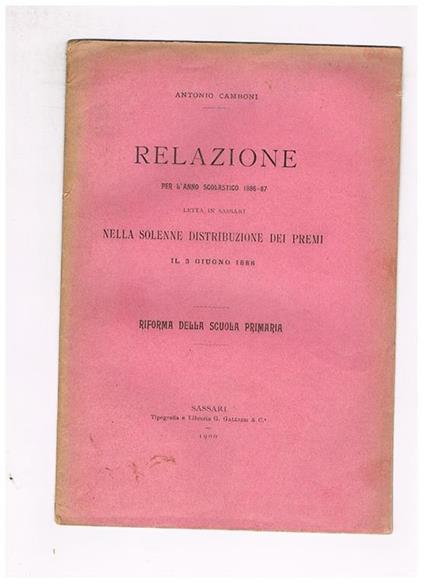 ANTONIO CAMBONI
RELAZIONE
PER L'ANNO SCOLASTICO 1886-87
LETTA IN SASSARI
NELLA SOLENNE DISTRIBUZIONE DEI PREMI
IL 3 GIUGNO 1888
RIFORMA DELLA SCUOLA PRIMARIA
SASSARI
Tipografia e Libreria G. GALLIZZI & C.ⁱ
1900